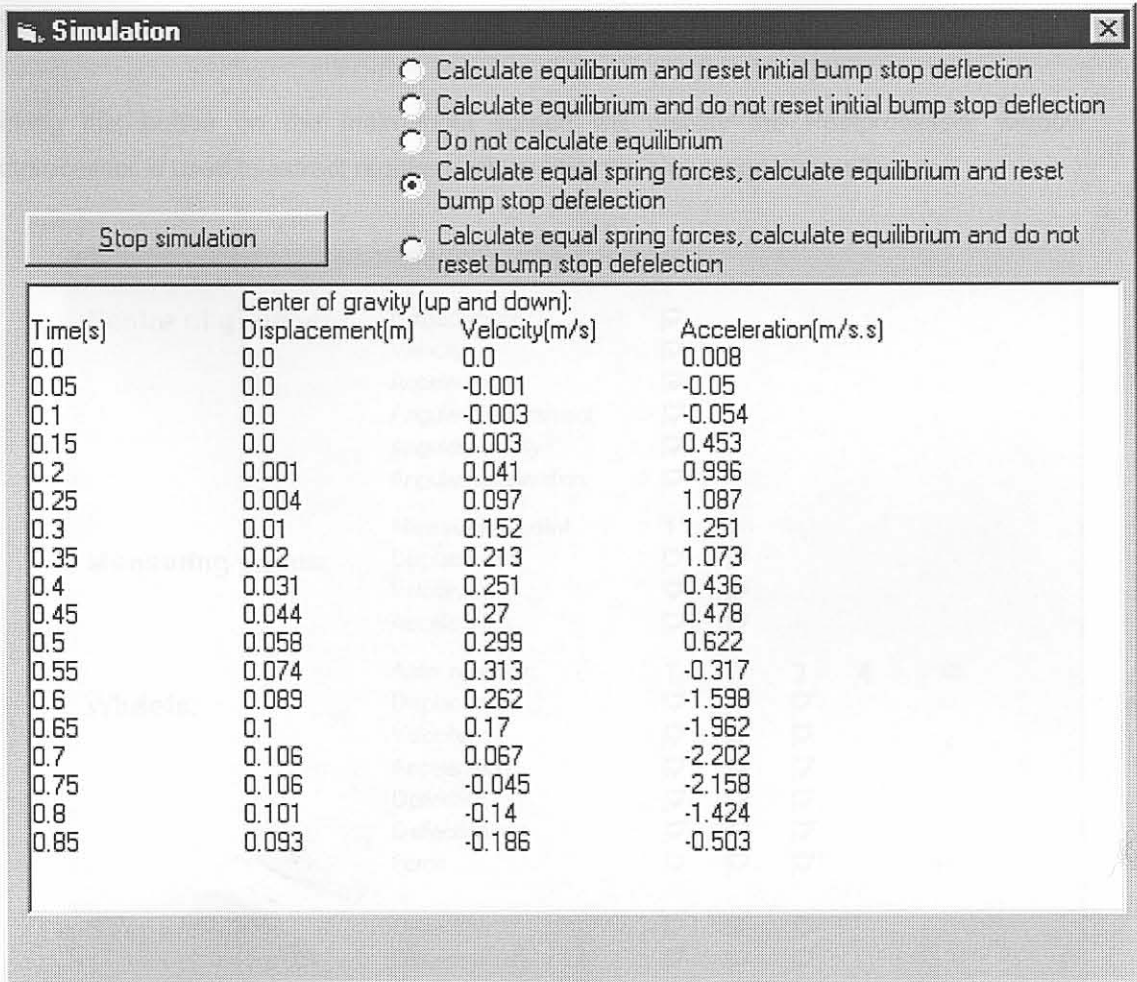 Simulation
Calculate equilibrium and reset initial bump stop deflection
Calculate equilibrium and do not reset initial bump stop deflection
Do not calculate equilibrium
Calculate equal spring forces, calculate equilibrium and reset
bump stop defelection
Stop simulation
Calculate equal spring forces, calculate equilibrium and do not
reset bump stop defelection
Center of gravity (up and down):
Time(s) Displacement(m) Velocity(m/s) Acceleration(m/s.s)
0.0 0.0 0.0 0.008
0.05 0.0 -0.001 -0.05
0.1 0.0 -0.003 -0.054
0.15 0.0 0.003 0.453
0.2 0.001 0.041 0.996
0.25 0.004 0.097 1.087
0.3 0.01 0.152 1.251
0.35 0.02 0.213 1.073
0.4 0.031 0.251 0.436
0.45 0.044 0.27 0.478
0.5 0.058 0.299 0.622
0.55 0.074 0.313 -0.317
0.6 0.089 0.262 -1.598
0.65 0.1 0.17 -1.962
0.7 0.106 0.067 -2.202
0.75 0.106 -0.045 -2.158
0.8 0.101 -0.14 -1.424
0.85 0.093 -0.186 -0.503